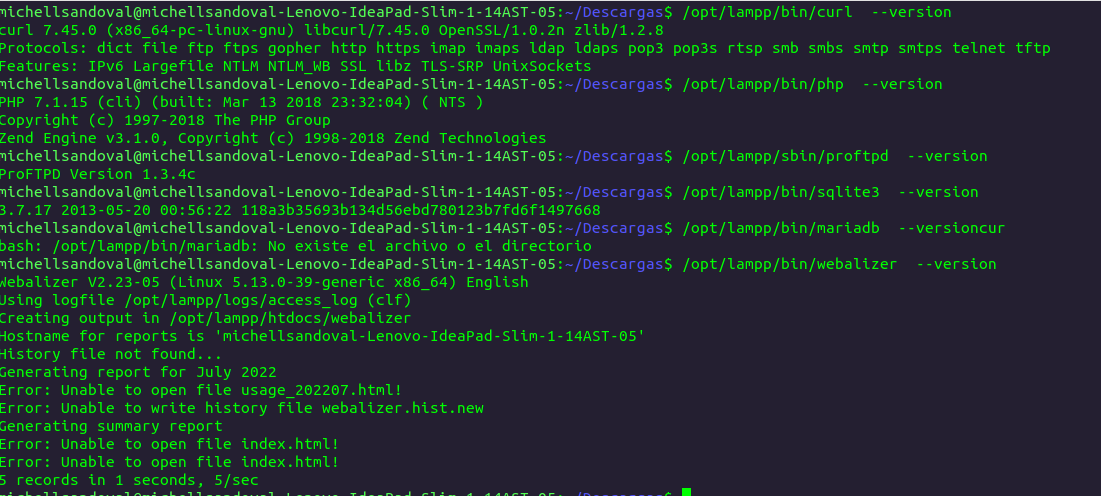 michellsandoval@michellsandoval-Lenovo-IdeaPad-Slim-1-14AST-05:~/Descargas$ /opt/lampp/bin/curl  --version
curl 7.45.0 (x86_64-pc-linux-gnu) libcurl/7.45.0 OpenSSL/1.0.2n zlib/1.2.8
Protocols: dict file ftp ftps gopher http https imap imaps ldap ldaps pop3 pop3s rtsp smb smbs smtp smtps telnet tftp
Features: IPv6 Largefile NTLM NTLM_WB SSL libz TLS-SRP UnixSockets
michellsandoval@michellsandoval-Lenovo-IdeaPad-Slim-1-14AST-05:~/Descargas$ /opt/lampp/bin/php  --version
PHP 7.1.15 (cli) (built: Mar 13 2018 23:32:04) ( NTS )
Copyright (c) 1997-2018 The PHP Group
Zend Engine v3.1.0, Copyright (c) 1998-2018 Zend Technologies
michellsandoval@michellsandoval-Lenovo-IdeaPad-Slim-1-14AST-05:~/Descargas$ /opt/lampp/sbin/proftpd  --version
ProFTPD Version 1.3.4c
michellsandoval@michellsandoval-Lenovo-IdeaPad-Slim-1-14AST-05:~/Descargas$ /opt/lampp/bin/sqlite3  --version
3.7.17 2013-05-20 00:56:22 118a3b35693b134d56ebd780123b7fd6f1497668
michellsandoval@michellsandoval-Lenovo-IdeaPad-Slim-1-14AST-05:~/Descargas$ /opt/lampp/bin/mariadb  --versioncur
bash: /opt/lampp/bin/mariadb: No existe el archivo o el directorio
michellsandoval@michellsandoval-Lenovo-IdeaPad-Slim-1-14AST-05:~/Descargas$ /opt/lampp/bin/webalizer  --version
Webalizer V2.23-05 (Linux 5.13.0-39-generic x86_64) English
Using logfile /opt/lampp/logs/access_log (clf)
Creating output in /opt/lampp/htdocs/webalizer
Hostname for reports is 'michellsandoval-Lenovo-IdeaPad-Slim-1-14AST-05'
History file not found...
Generating report for July 2022
Error: Unable to open file usage_202207.html!
Error: Unable to write history file webalizer.hist.new
Generating summary report
Error: Unable to open file index.html!
Error: Unable to open file index.html!
5 records in 1 seconds, 5/sec
michellsandoval@michellsandoval-Lenovo-IdeaPad-Slim-1-14AST-05:~/Descargas$